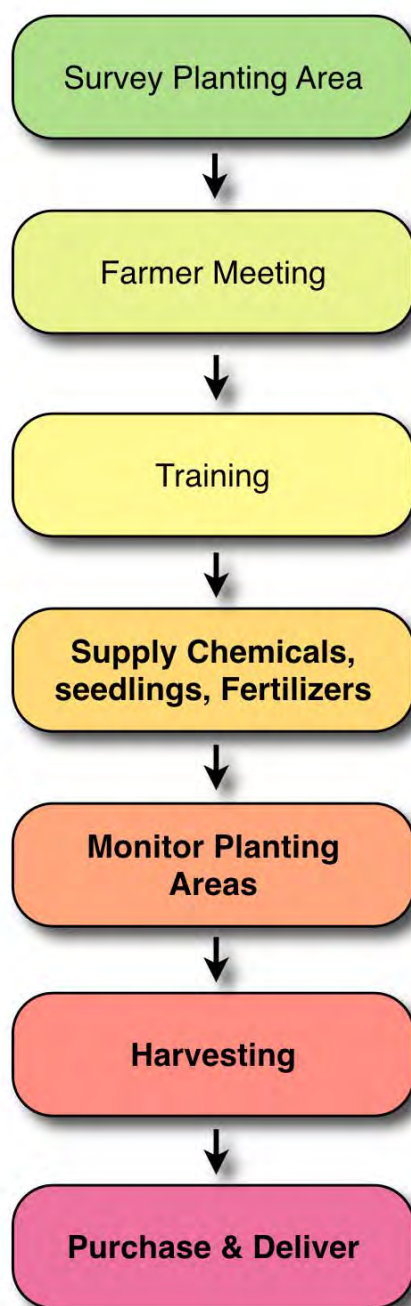 Survey Planting Area
Farmer Meeting
Training
Supply Chemicals,
seedlings, Fertilizers
Monitor Planting
Areas
Harvesting
Purchase & Deliver